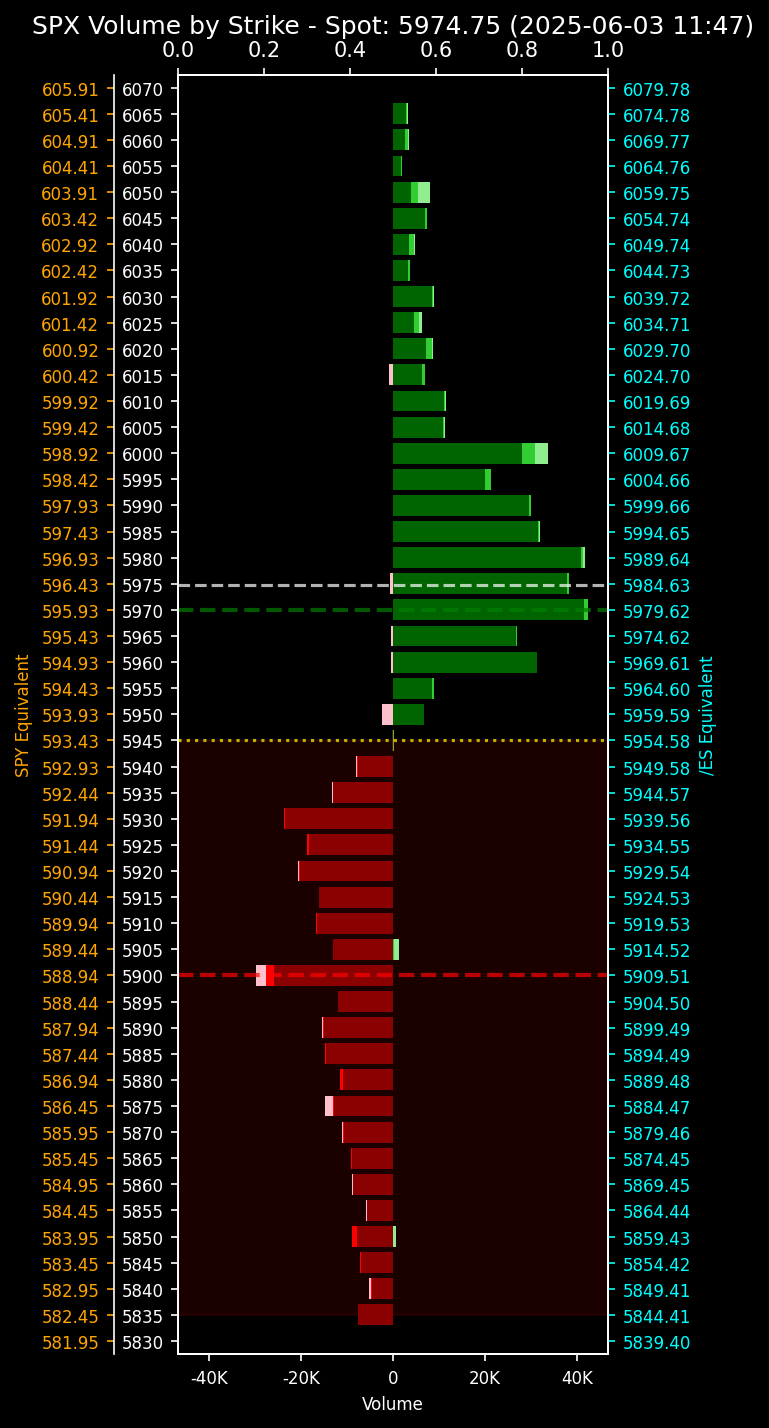 SPX Volume by Strike - Spot: 5974.75 (2025-06-03 11:47)
0.0 0.2 0.4 0.6 0.8 1.0
605.91 6070 6079.78
605.41 6065 6074.78
604.91 6060 6069.77
604.41 6055 6064.76
603.91 6050 6059.75
603.42 6045 6054.74
602.92 6040 6049.74
602.42 6035 6044.73
601.92 6030 6039.72
601.42 6025 6034.71
600.92 6020 6029.70
600.42 6015 6024.70
599.92 6010 6019.69
599.42 6005 6014.68
598.92 6000 6009.67
598.42 5995 6004.66
597.93 5990 5999.66
597.43 5985 5994.65
596.93 5980 5989.64
596.43 5975 5984.63
595.93 5970 5979.62
595.43 5965 5974.62
594.93 5960 5969.61
594.43 5955 5964.60
593.93 5950 5959.59
593.43 5945 5954.58
592.93 5940 5949.58
592.44 5935 5944.57
591.94 5930 5939.56
591.44 5925 5934.55
590.94 5920 5929.54
590.44 5915 5924.53
589.94 5910 5919.53
589.44 5905 5914.52
588.94 5900 5909.51
588.44 5895 5904.50
587.94 5890 5899.49
587.44 5885 5894.49
586.94 5880 5889.48
586.45 5875 5884.47
585.95 5870 5879.46
585.45 5865 5874.45
584.95 5860 5869.45
584.45 5855 5864.44
583.95 5850 5859.43
583.45 5845 5854.42
582.95 5840 5849.41
582.45 5835 5844.41
581.95 5830 5839.40
SPY Equivalent
/ES Equivalent
-40K -20K 0 20K 40K
Volume